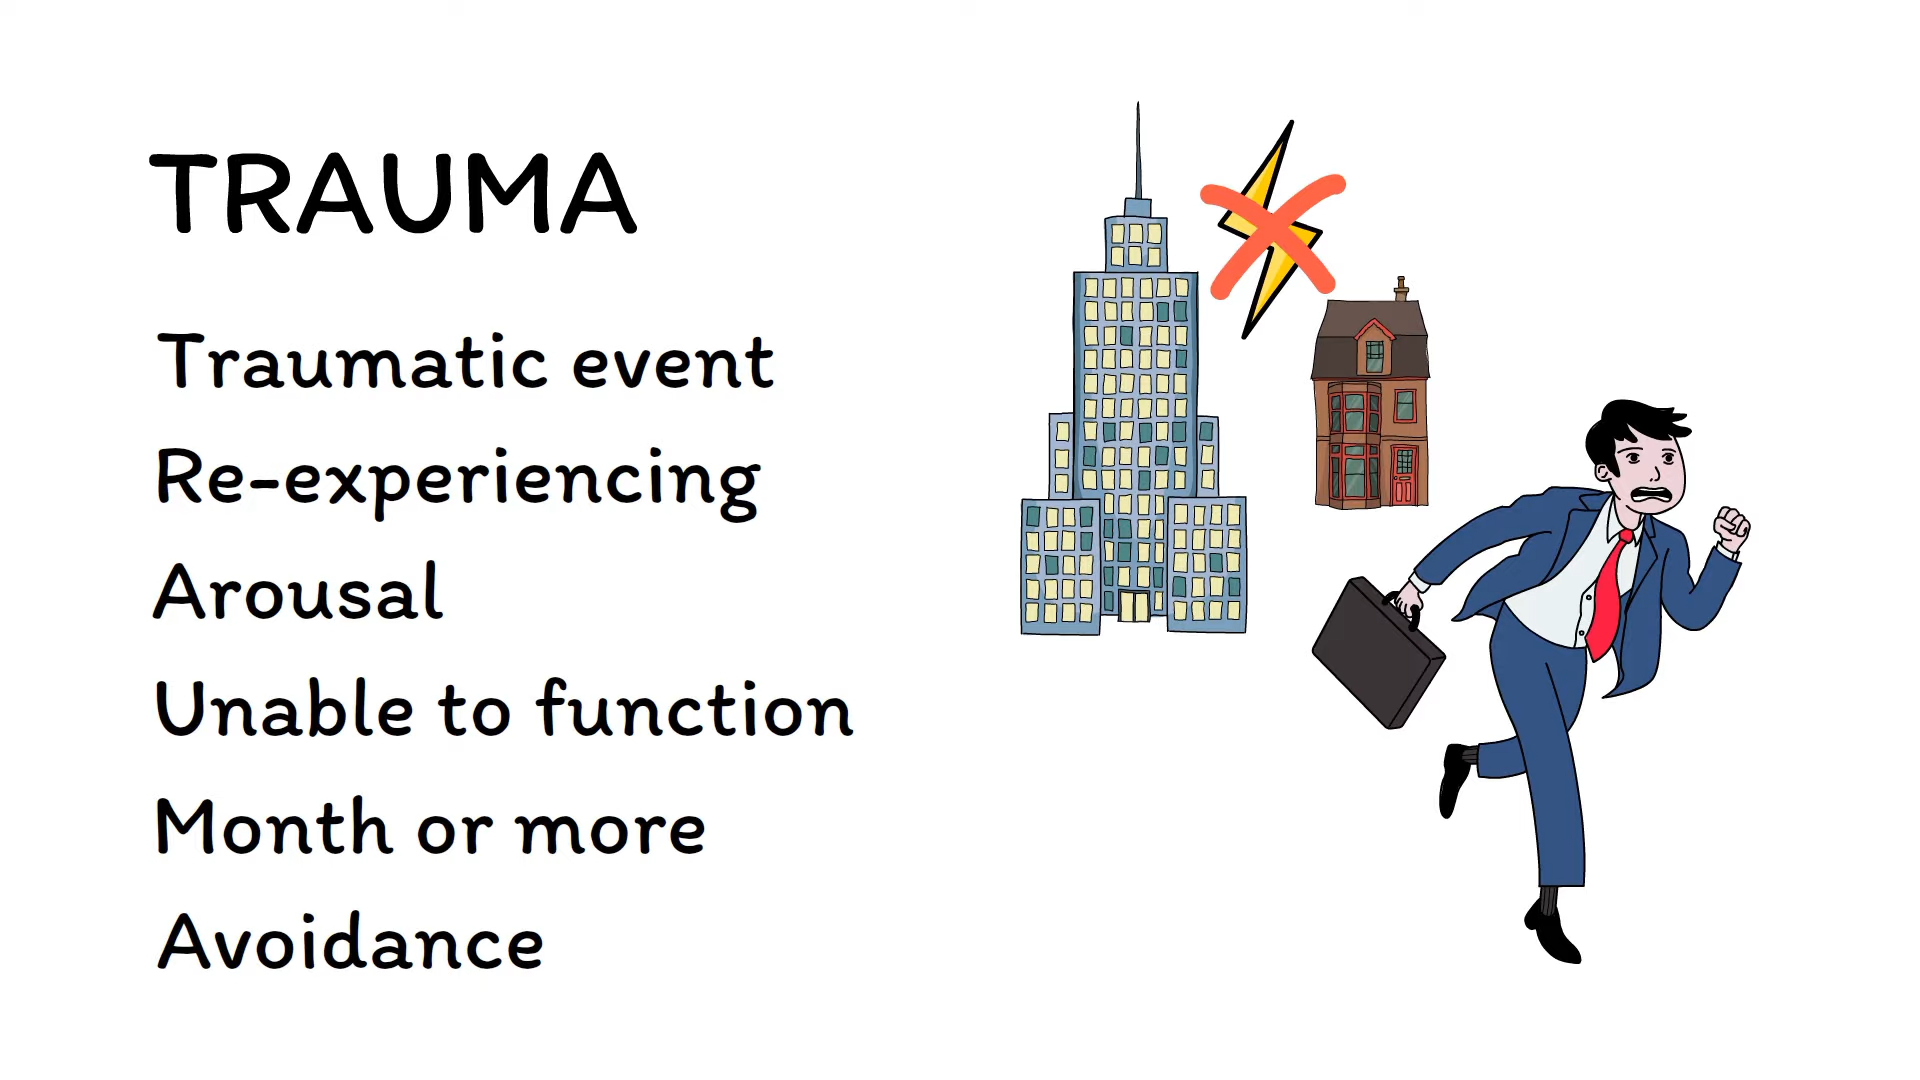 TRAUMA
Traumatic event
Re-experiencing
Arousal
Unable to function
Month or more
Avoidance